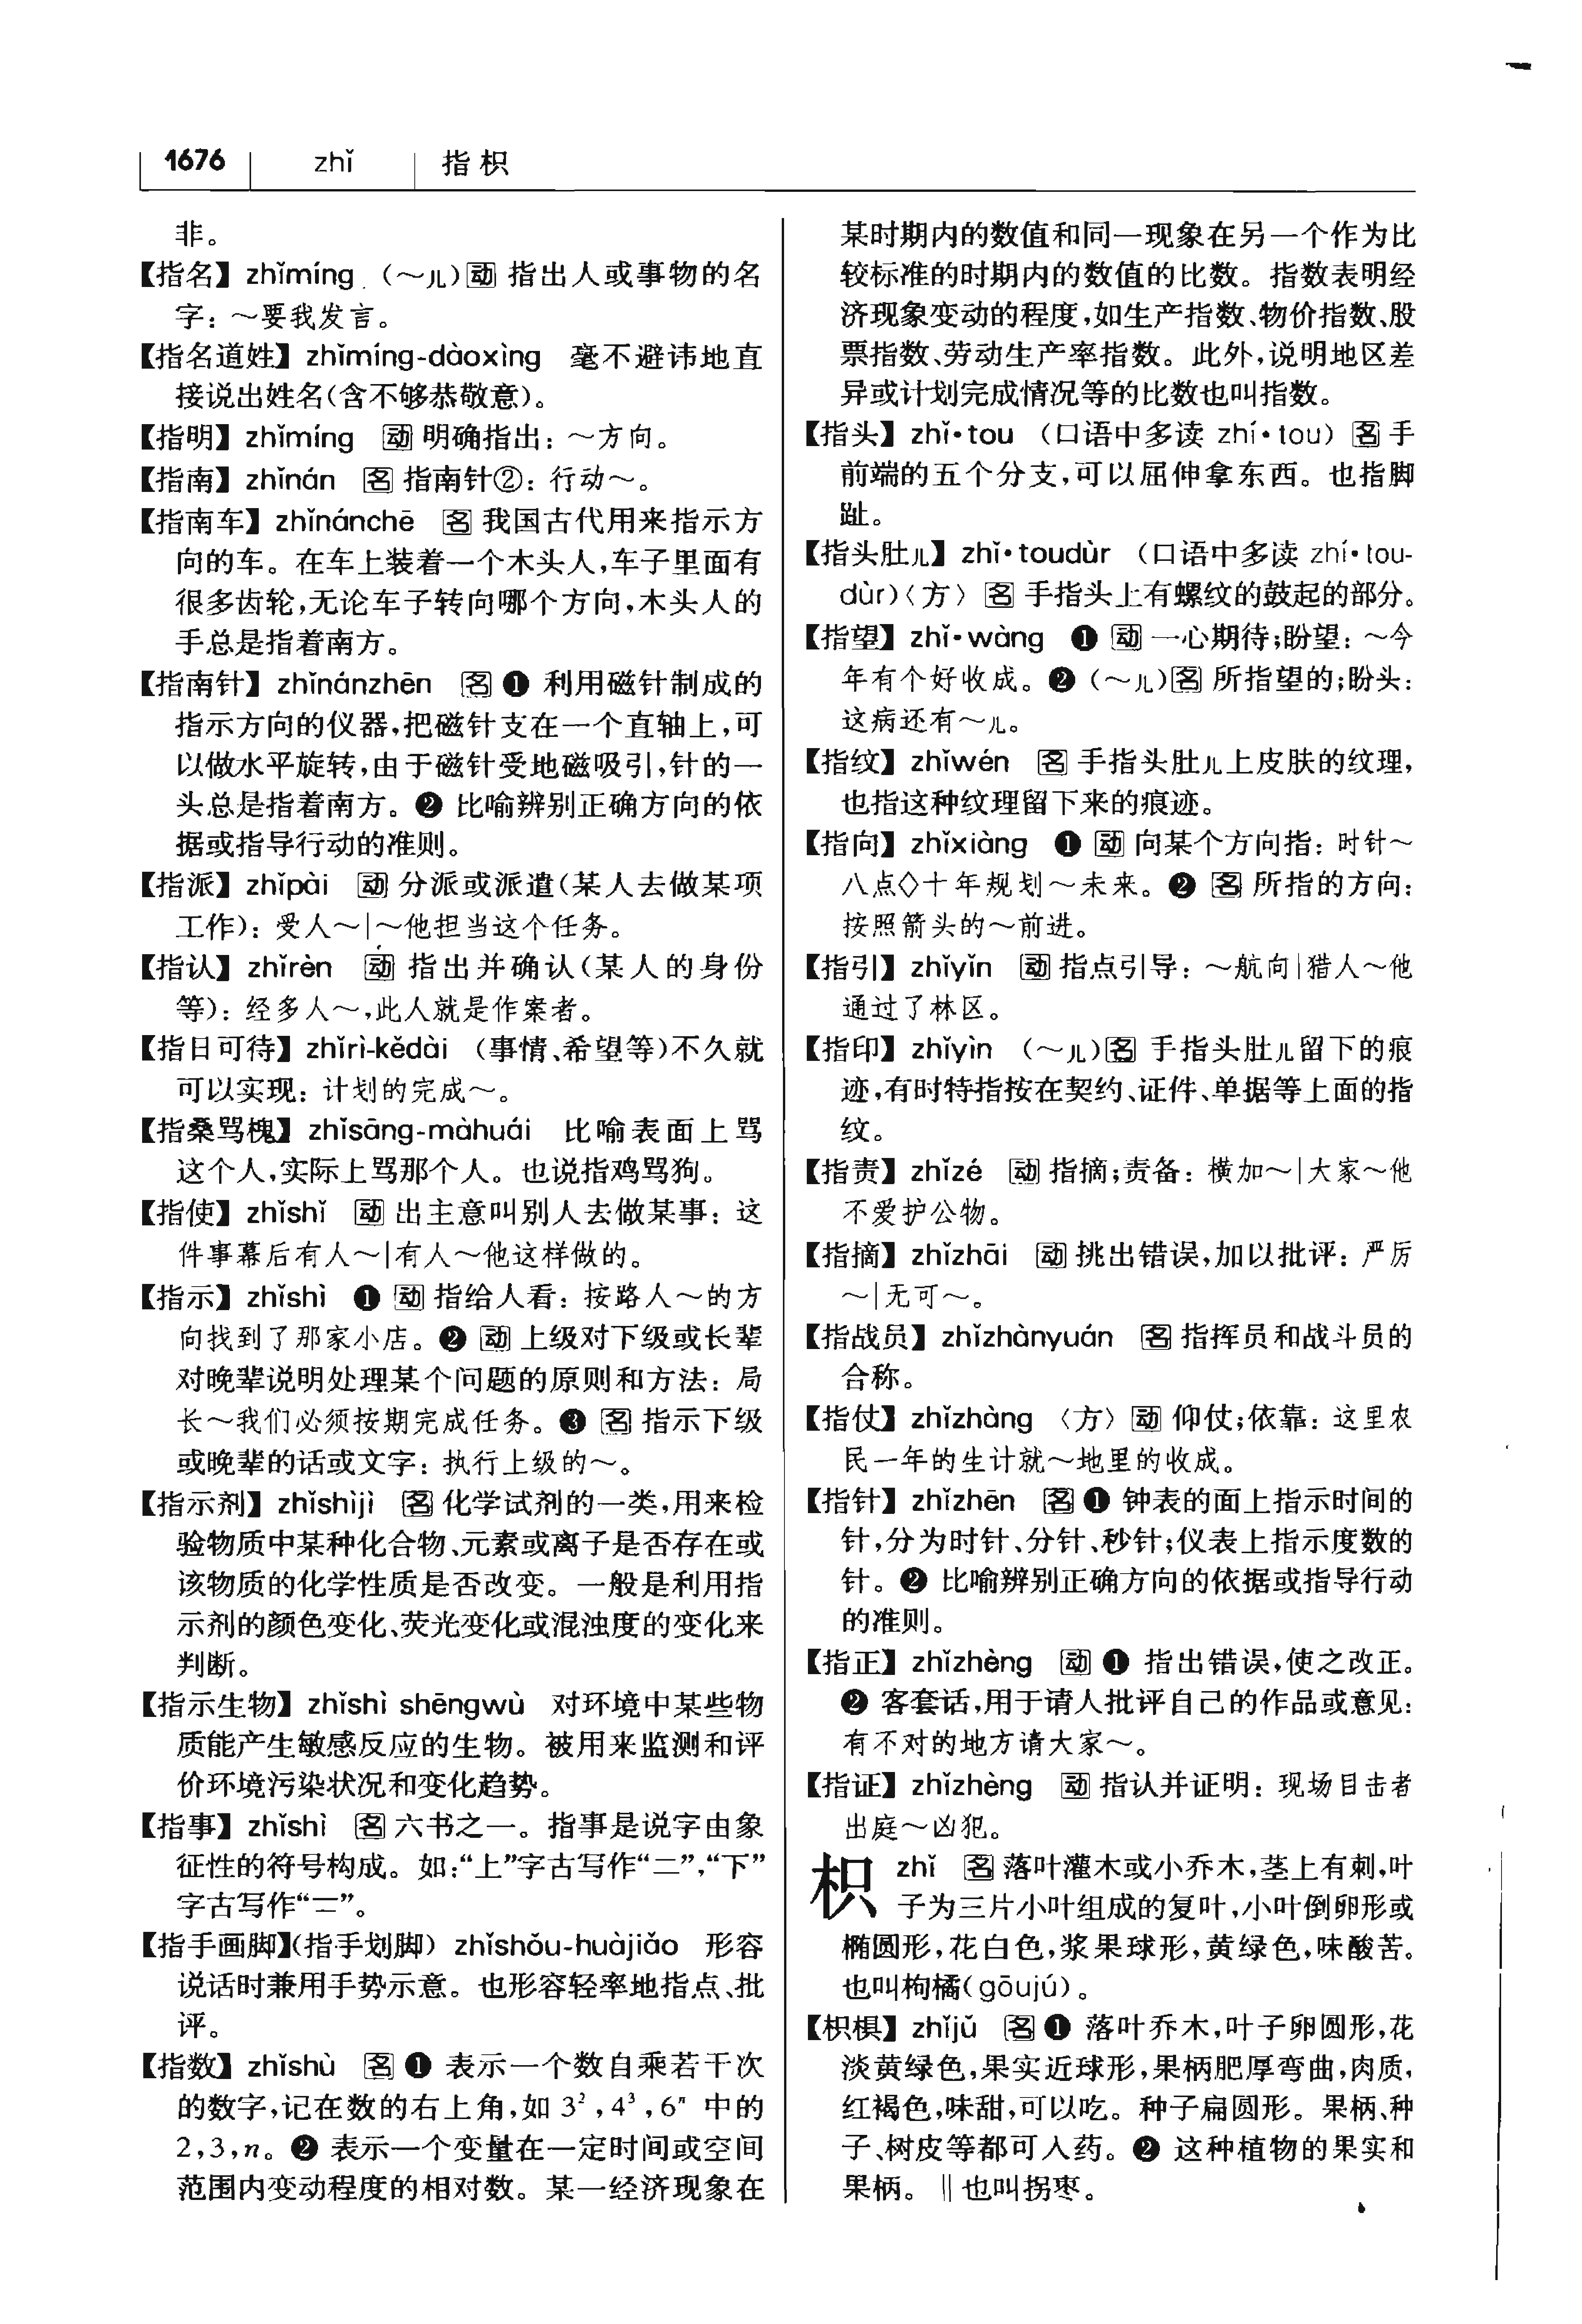 1676 zhǐ 指枳
非。
【指名】 zhǐmíng (～儿)动 指出人或事物的名
字：～要我发言。
【指名道姓】 zhǐmíng-dàoxìng 毫不避讳地直
接说出姓名(含不够恭敬意)。
【指明】 zhǐmíng 动 明确指出：～方向。
【指南】 zhǐnán 名 指南针②：行动～。
【指南车】 zhǐnánchē 名 我国古代用来指示方
向的车。在车上装着一个木头人,车子里面有
很多齿轮,无论车子转向哪个方向,木头人的
手总是指着南方。
【指南针】 zhǐnánzhēn 名 ❶ 利用磁针制成的
指示方向的仪器,把磁针支在一个直轴上,可
以做水平旋转,由于磁针受地磁吸引,针的一
头总是指着南方。❷ 比喻辨别正确方向的依
据或指导行动的准则。
【指派】 zhǐpài 动 分派或派遣(某人去做某项
工作)：受人～|～他担当这个任务。
【指认】 zhǐrèn 动 指出并确认(某人的身份
等)：经多人～,此人就是作案者。
【指日可待】 zhǐrì-kědài (事情、希望等)不久就
可以实现：计划的完成～。
【指桑骂槐】 zhǐsāng-màhuái 比喻表面上骂
这个人,实际上骂那个人。也说指鸡骂狗。
【指使】 zhǐshǐ 动 出主意叫别人去做某事：这
件事幕后有人～|有人～他这样做的。
【指示】 zhǐshì ❶ 动 指给人看：按路人～的方
向找到了那家小店。❷ 动 上级对下级或长辈
对晚辈说明处理某个问题的原则和方法：局
长～我们必须按期完成任务。❸ 名 指示下级
或晚辈的话或文字：执行上级的～。
【指示剂】 zhǐshìjì 名 化学试剂的一类,用来检
验物质中某种化合物、元素或离子是否存在或
该物质的化学性质是否改变。一般是利用指
示剂的颜色变化、荧光变化或混浊度的变化来
判断。
【指示生物】 zhǐshì shēngwù 对环境中某些物
质能产生敏感反应的生物。被用来监测和评
价环境污染状况和变化趋势。
【指事】 zhǐshì 名 六书之一。指事是说字由象
征性的符号构成。如：“上”字古写作“二”,“下”
字古写作“二”。
【指手画脚】(指手划脚) zhǐshǒu-huàjiǎo 形容
说话时兼用手势示意。也形容轻率地指点、批
评。
【指数】 zhǐshù 名 ❶ 表示一个数自乘若干次
的数字,记在数的右上角,如 3²,4³,6ⁿ 中的
2,3,n。❷ 表示一个变量在一定时间或空间
范围内变动程度的相对数。某一经济现象在
某时期内的数值和同一现象在另一个作为比
较标准的时期内的数值的比数。指数表明经
济现象变动的程度,如生产指数、物价指数、股
票指数、劳动生产率指数。此外,说明地区差
异或计划完成情况等的比数也叫指数。
【指头】 zhǐ•tou (口语中多读 zhí•tou) 名 手
前端的五个分支,可以屈伸拿东西。也指脚
趾。
【指头肚儿】 zhǐ•toudùr (口语中多读 zhí•tou-
dùr)〈方〉 名 手指头上有螺纹的鼓起的部分。
【指望】 zhǐ•wàng ❶ 动 一心期待;盼望：～今
年有个好收成。❷ (～儿)名 所指望的;盼头：
这病还有～儿。
【指纹】 zhǐwén 名 手指头肚儿上皮肤的纹理,
也指这种纹理留下来的痕迹。
【指向】 zhǐxiàng ❶ 动 向某个方向指：时针～
八点◇十年规划～未来。❷ 名 所指的方向：
按照箭头的～前进。
【指引】 zhǐyǐn 动 指点引导：～航向|猎人～他
通过了林区。
【指印】 zhǐyìn (～儿)名 手指头肚儿留下的痕
迹,有时特指按在契约、证件、单据等上面的指
纹。
【指责】 zhǐzé 动 指摘;责备：横加～|大家～他
不爱护公物。
【指摘】 zhǐzhāi 动 挑出错误,加以批评：严厉
～|无可～。
【指战员】 zhǐzhànyuán 名 指挥员和战斗员的
合称。
【指仗】 zhǐzhàng 〈方〉 动 仰仗;依靠：这里农
民一年的生计就～地里的收成。
【指针】 zhǐzhēn 名 ❶ 钟表的面上指示时间的
针,分为时针、分针、秒针;仪表上指示度数的
针。❷ 比喻辨别正确方向的依据或指导行动
的准则。
【指正】 zhǐzhèng 动 ❶ 指出错误,使之改正。
❷ 客套话,用于请人批评自己的作品或意见：
有不对的地方请大家～。
【指证】 zhǐzhèng 动 指认并证明：现场目击者
出庭～凶犯。
枳 zhǐ 名 落叶灌木或小乔木,茎上有刺,叶
子为三片小叶组成的复叶,小叶倒卵形或
椭圆形,花白色,浆果球形,黄绿色,味酸苦。
也叫枸橘(gōujú)。
【枳椇】 zhǐjǔ 名 ❶ 落叶乔木,叶子卵圆形,花
淡黄绿色,果实近球形,果柄肥厚弯曲,肉质,
红褐色,味甜,可以吃。种子扁圆形。果柄、种
子、树皮等都可入药。❷ 这种植物的果实和
果柄。‖也叫拐枣。